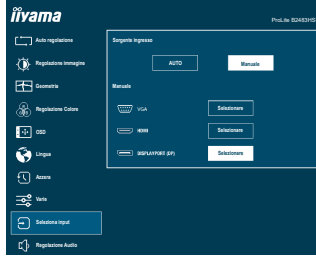 iiyama
ProLite B2483HS
Auto regolazione
Regolazione immagine
Geometria
Regolazione Colore
OSD
Lingua
Azzera
Varie
Seleziona input
Regolazione Audio
Sorgente ingresso
AUTO
Manuale
Manuale
VGA
Selezionare
HDMI
Selezionare
DISPLAYPORT (DP)
Selezionare